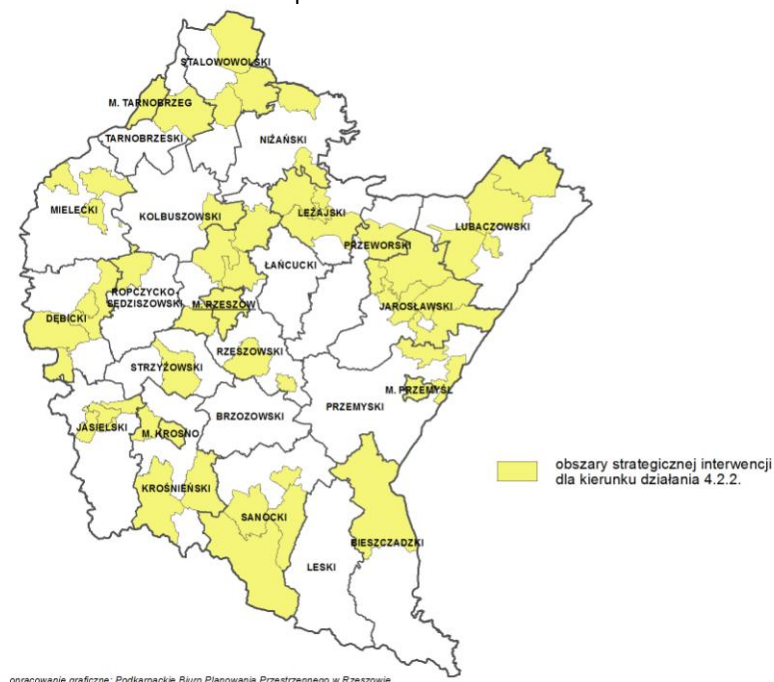 STALOWOWOLSKI
M. TARNOBRZEG
TARNOBRZESKI
NIŻAŃSKI
MIELECKI
KOLBUSZOWSKI
LEŻAJSKI
LUBACZOWSKI
PRZEWORSKI
ŁAŃCUCKI
ROPCZYCKO-
SĘDZISZOWSKI
M. RZESZÓW
JAROSŁAWSKI
DĘBICKI
RZESZOWSKI
STRZYŻOWSKI
M. PRZEMYŚL
PRZEMYSKI
BRZOZOWSKI
JASIELSKI
M. KROSNO
obszary strategicznej interwencji
dla kierunku działania 4.2.2.
KROŚNIEŃSKI
SANOCKI
BIESZCZADZKI
LESKI
opracowanie graficzne: Podkarpackie Biuro Planowania Przestrzennego w Rzeszowie